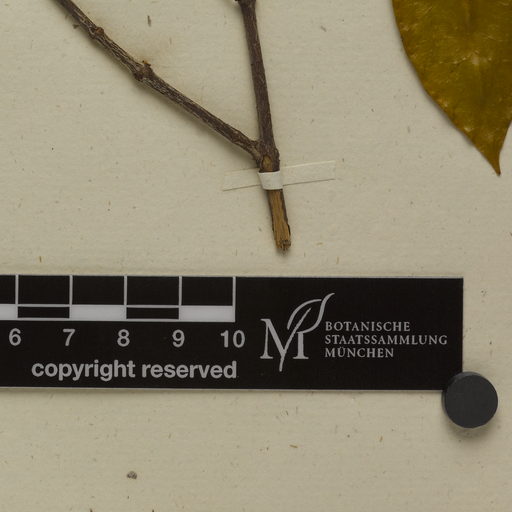 6 7 8 9 10
copyright reserved
M
BOTANISCHE
STAATSSAMMLUNG
MÜNCHEN